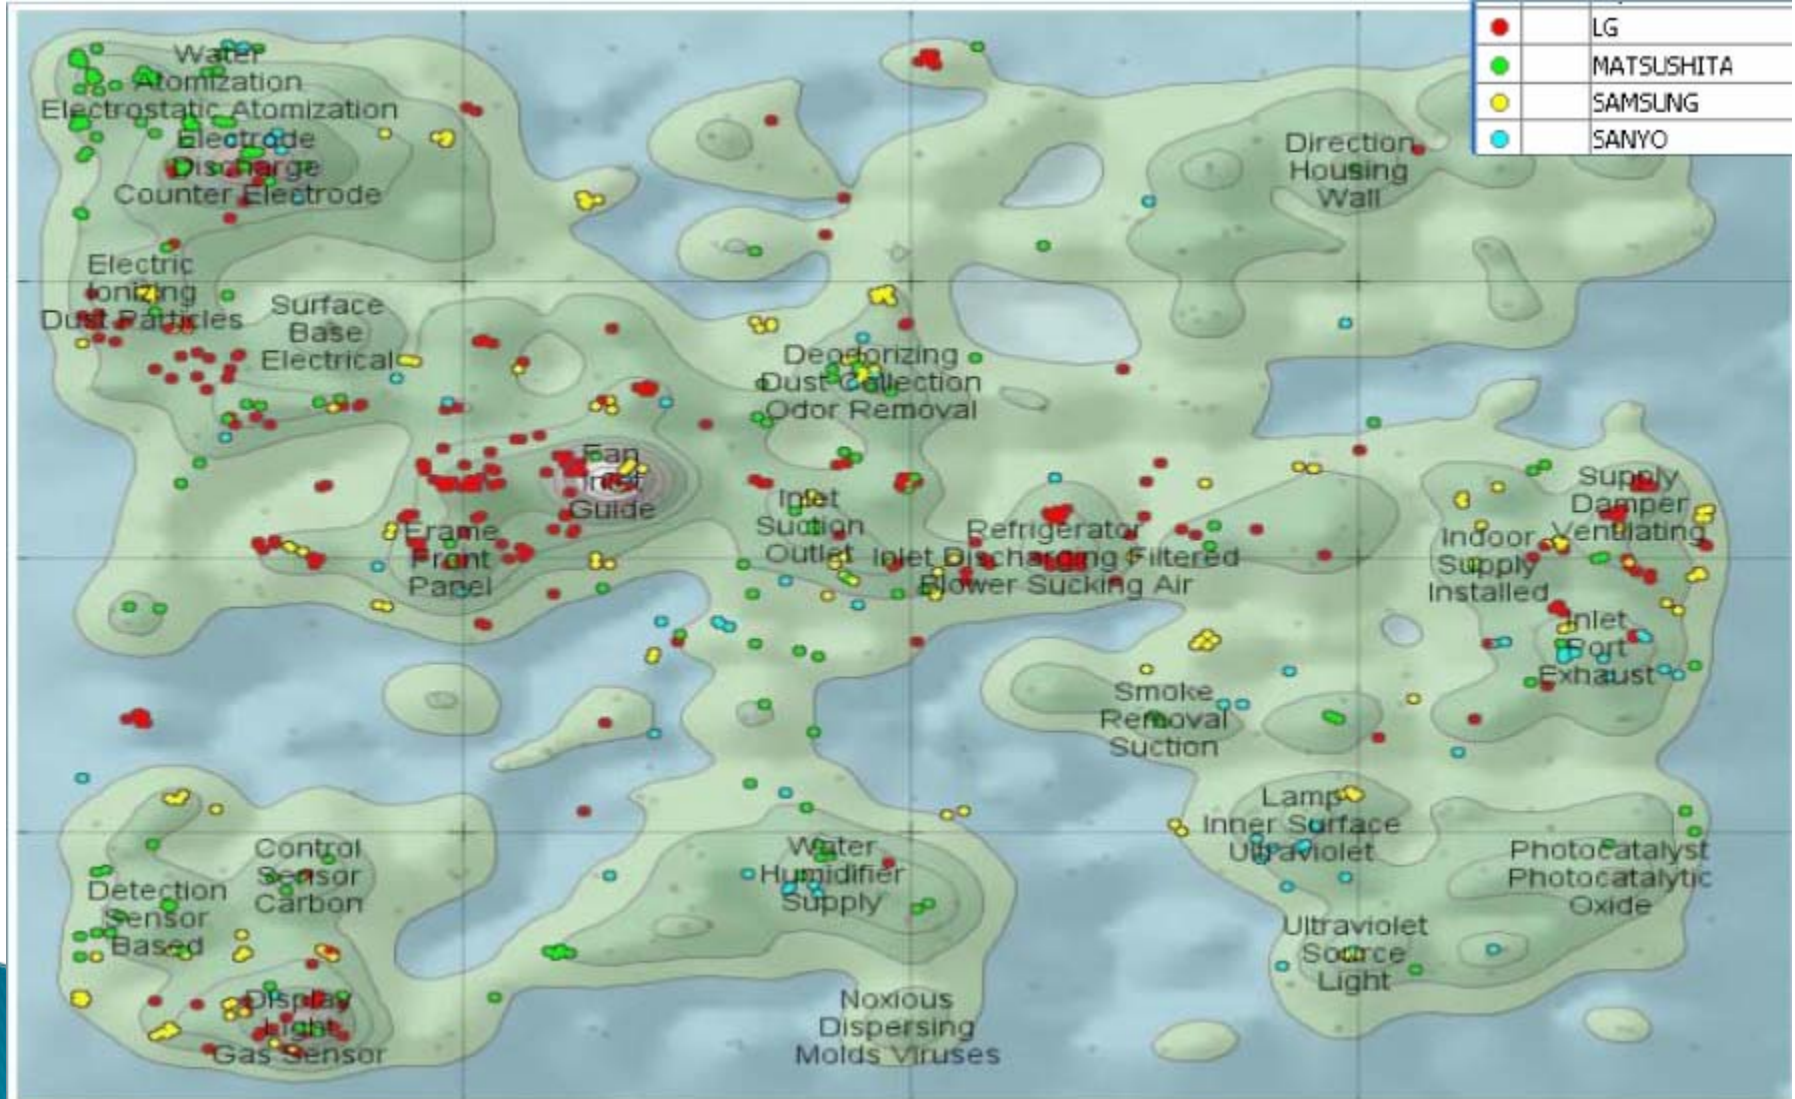 LG
MATSUSHITA
SAMSUNG
SANYO
Water
Atomization
Electrostatic Atomization
Electrode
Discharge
Counter Electrode
Direction
Housing
Wall
Electric
Ionizing
Dust Particles
Surface
Base
Electrical
Deodorizing
Dust Collection
Odor Removal
Fan
Inlet
Guide
Inlet
Suction
Outlet
Frame
Front
Panel
Refrigerator
Inlet Discharging Filtered
Blower Sucking Air
Supply
Damper
Ventilating
Indoor
Supply
Installed
Inlet
Port
Exhaust
Smoke
Removal
Suction
Lamp
Inner Surface
Ultraviolet
Control
Sensor
Carbon
Detection
Sensor
Based
Water
Humidifier
Supply
Photocatalyst
Photocatalytic
Oxide
Ultraviolet
Source
Light
Display
Light
Gas Sensor
Noxious
Dispersing
Molds Viruses